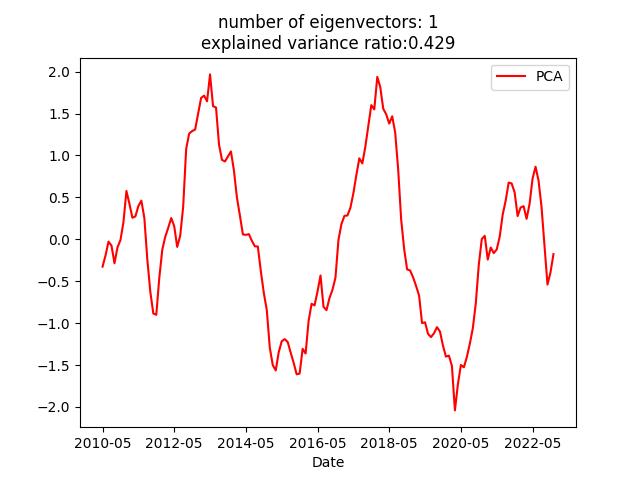 number of eigenvectors: 1
explained variance ratio:0.429
PCA
2.0
1.5
1.0
0.5
0.0
−0.5
−1.0
−1.5
−2.0
2010-05 2012-05 2014-05 2016-05 2018-05 2020-05 2022-05
Date